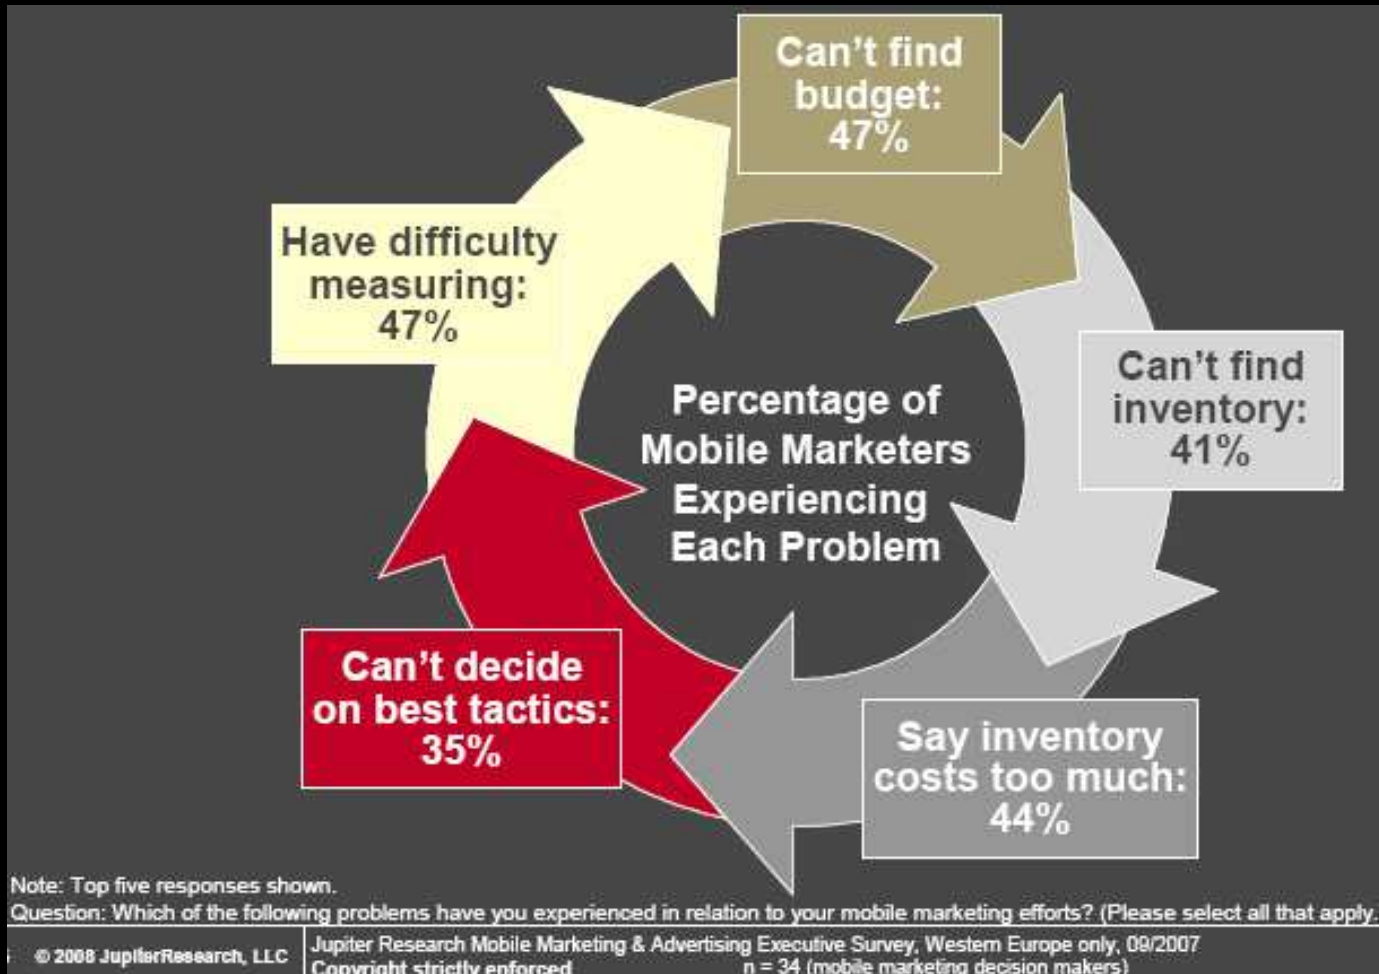 Can't find
budget:
47%
Have difficulty
measuring:
47%
Can't find
inventory:
41%
Percentage of
Mobile Marketers
Experiencing
Each Problem
Can't decide
on best tactics:
35%
Say inventory
costs too much:
44%
Note: Top five responses shown.
Question: Which of the following problems have you experienced in relation to your mobile marketing efforts? (Please select all that apply.
© 2008 JupiterResearch, LLC
Jupiter Research Mobile Marketing & Advertising Executive Survey, Western Europe only, 09/2007
Copyright strictly enforced n = 34 (mobile marketing decision makers)